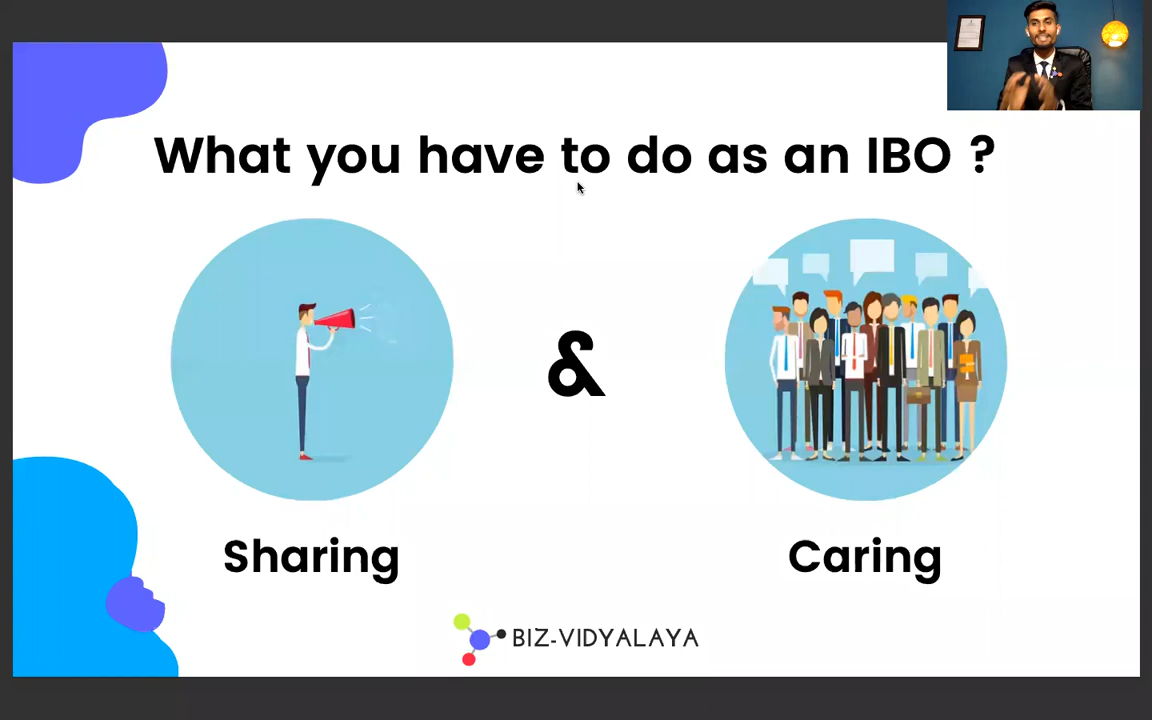 What you have to do as an IBO ?
&
Sharing
Caring
BIZ-VIDYALAYA